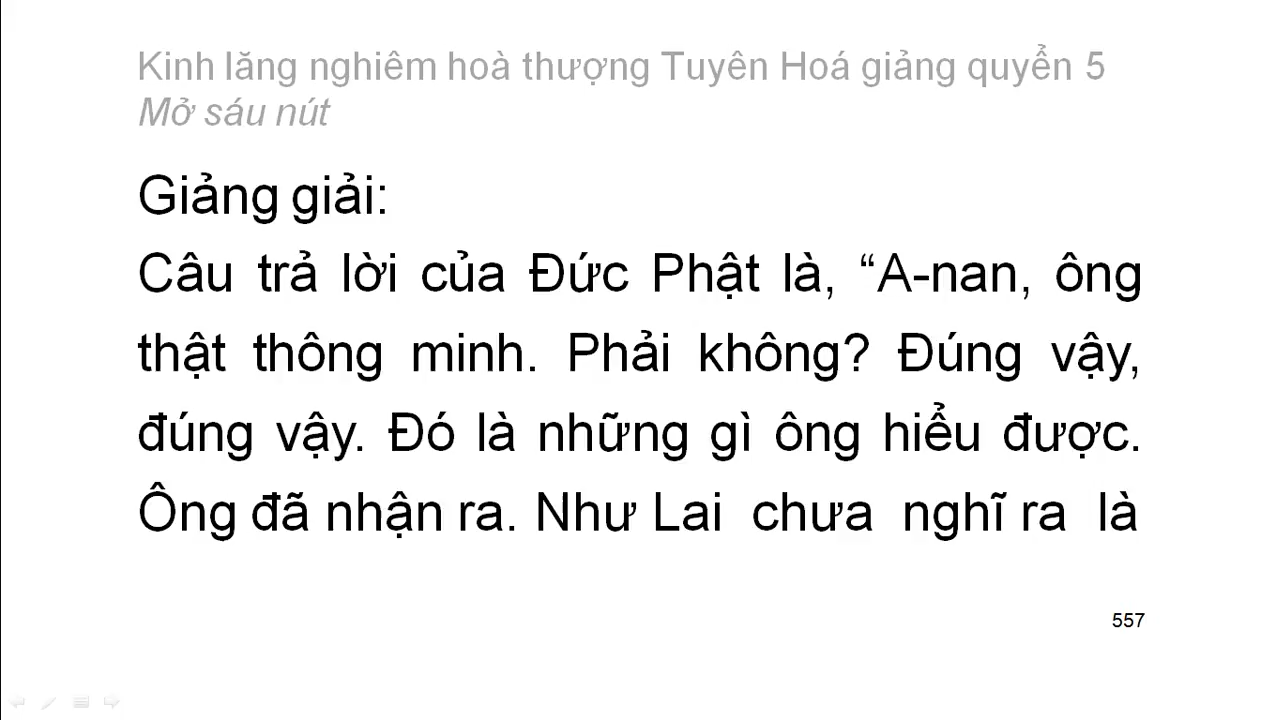 Kinh lăng nghiêm hoà thượng Tuyên Hoá giảng quyển 5
Mở sáu nút
Giảng giải:
Câu trả lời của Đức Phật là, “A-nan, ông
thật thông minh. Phải không? Đúng vậy,
đúng vậy. Đó là những gì ông hiểu được.
Ông đã nhận ra. Như Lai chưa nghĩ ra là
557